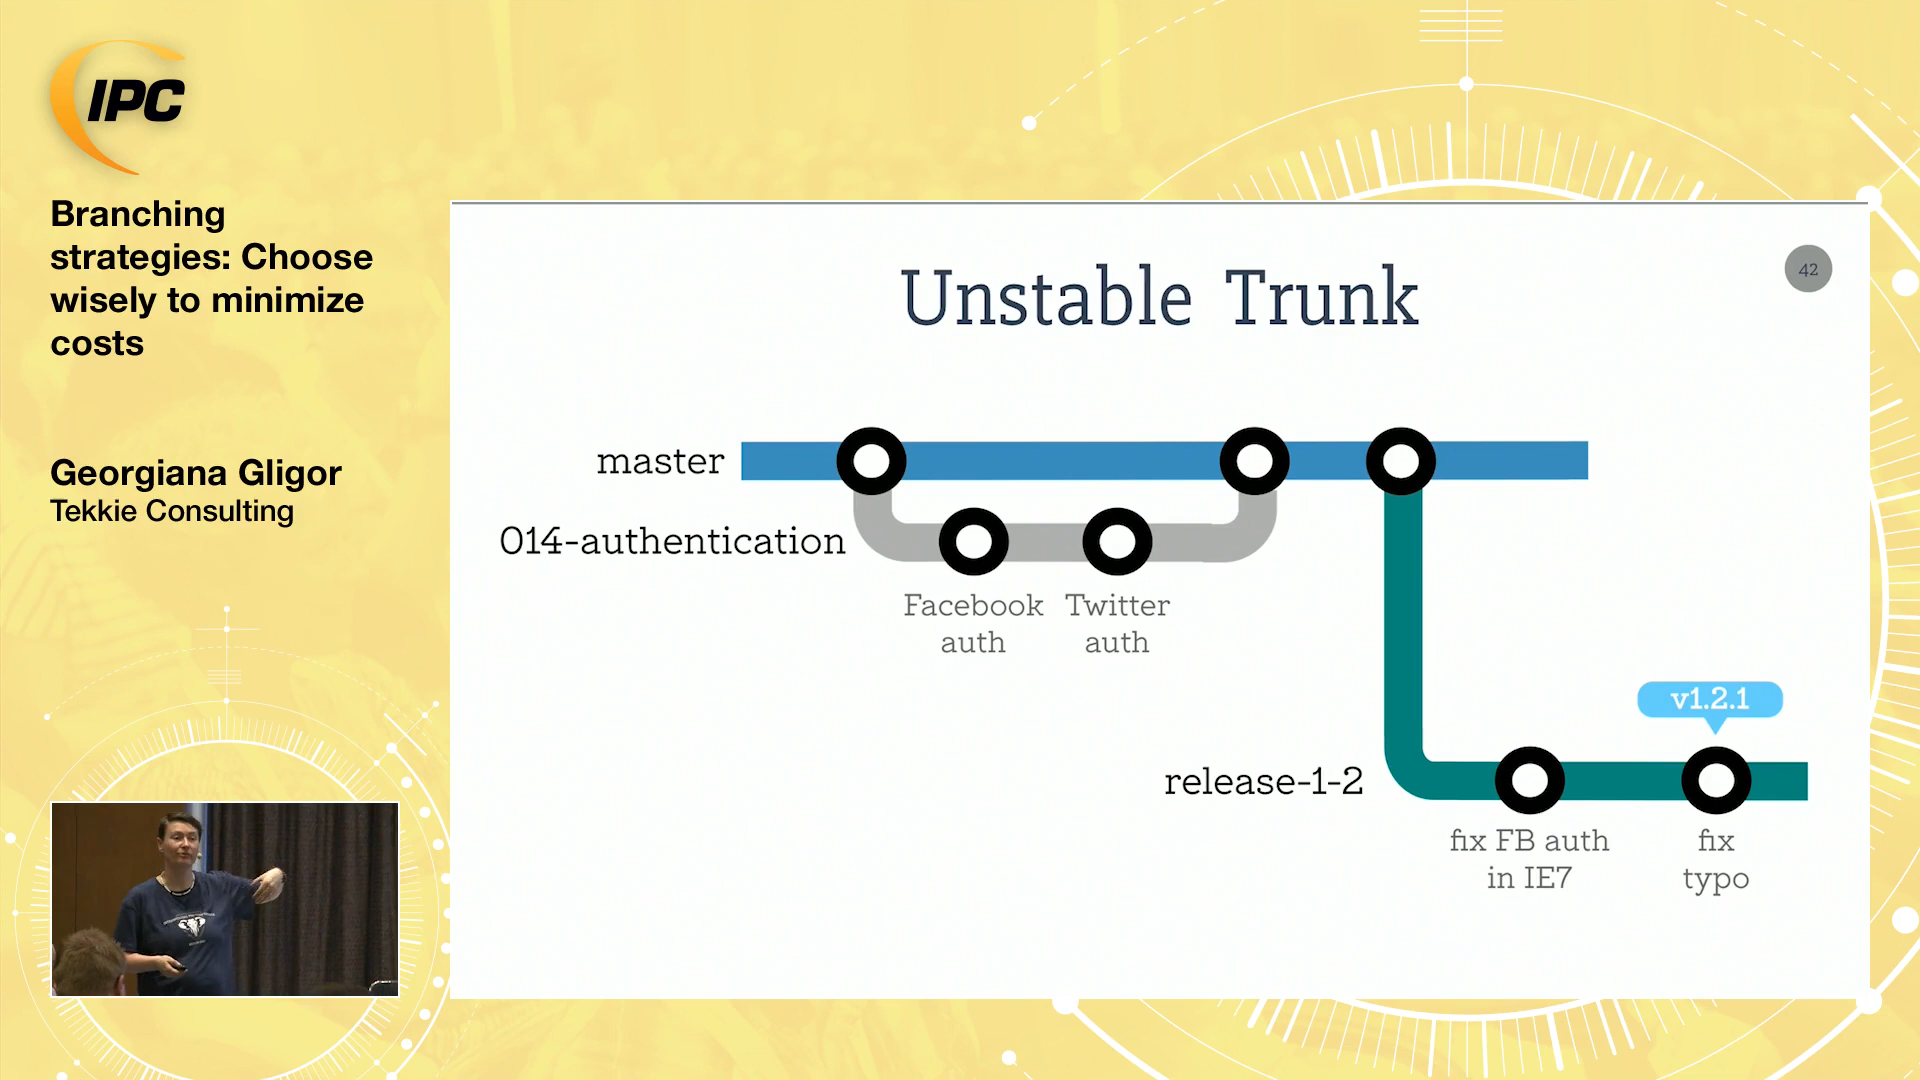 IPC
Branching
strategies: Choose
wisely to minimize
costs
Georgiana Gligor
Tekkie Consulting
Unstable Trunk
42
master
014-authentication
Facebook
auth
Twitter
auth
v1.2.1
release-1-2
fix FB auth
in IE7
fix
typo